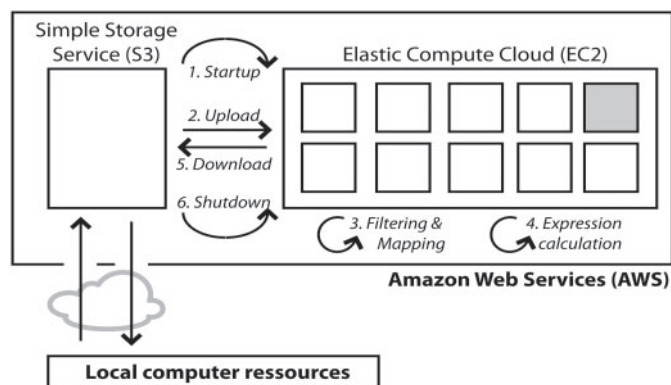 Simple Storage
Service (S3)
Elastic Compute Cloud (EC2)
1. Startup
2. Upload
5. Download
6. Shutdown
3. Filtering &
Mapping
4. Expression
calculation
Amazon Web Services (AWS)
Local computer ressources